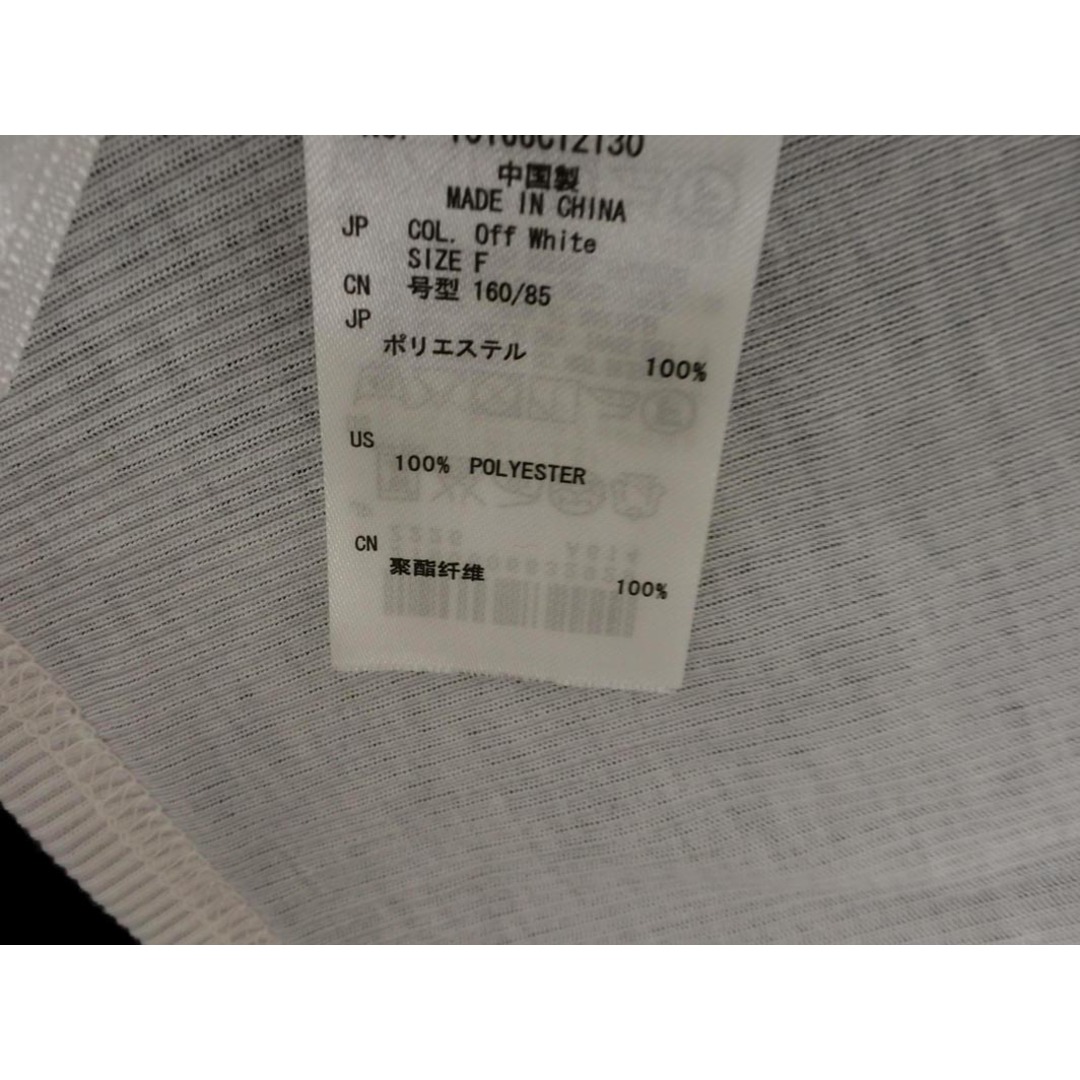 中国製
MADE IN CHINA
JP COL. Off White
SIZE F
CN 号型 160/85
JP
ポリエステル 100%
US
100% POLYESTER
CN
聚酯纤维 100%